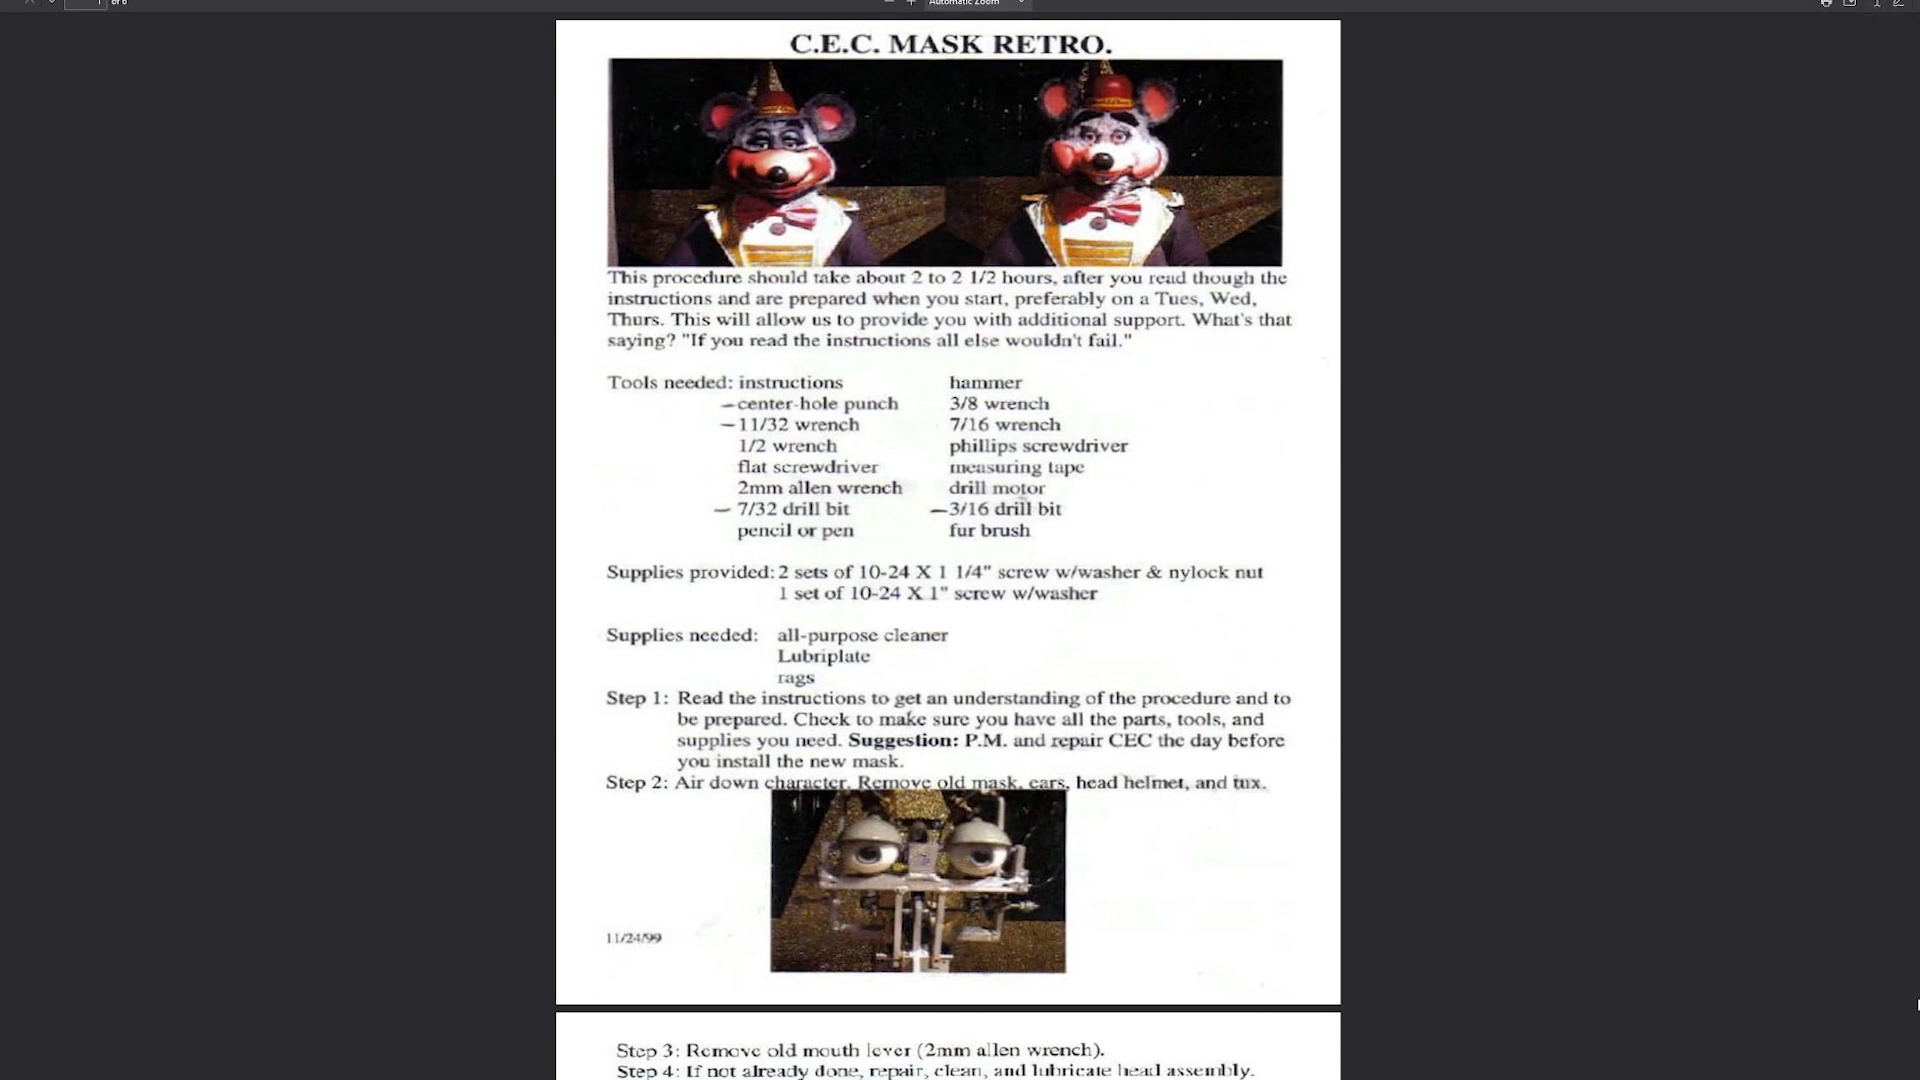 1 of 6
Automatic Zoom
C.E.C. MASK RETRO.
This procedure should take about 2 to 2 1/2 hours, after you read though the
instructions and are prepared when you start, preferably on a Tues, Wed,
Thurs. This will allow us to provide you with additional support. What's that
saying? "If you read the instructions all else wouldn't fail."
Tools needed: instructions hammer
center-hole punch 3/8 wrench
11/32 wrench 7/16 wrench
1/2 wrench phillips screwdriver
flat screwdriver measuring tape
2mm allen wrench drill motor
7/32 drill bit 3/16 drill bit
pencil or pen fur brush
Supplies provided: 2 sets of 10-24 X 1 1/4" screw w/washer & nylock nut
1 set of 10-24 X 1" screw w/washer
Supplies needed: all-purpose cleaner
Lubriplate
rags
Step 1: Read the instructions to get an understanding of the procedure and to
be prepared. Check to make sure you have all the parts, tools, and
supplies you need. Suggestion: P.M. and repair CEC the day before
you install the new mask.
Step 2: Air down character. Remove old mask, ears, head helmet, and tux.
11/24/99
Step 3: Remove old mouth lever (2mm allen wrench).
Step 4: If not already done, repair, clean, and lubricate head assembly.